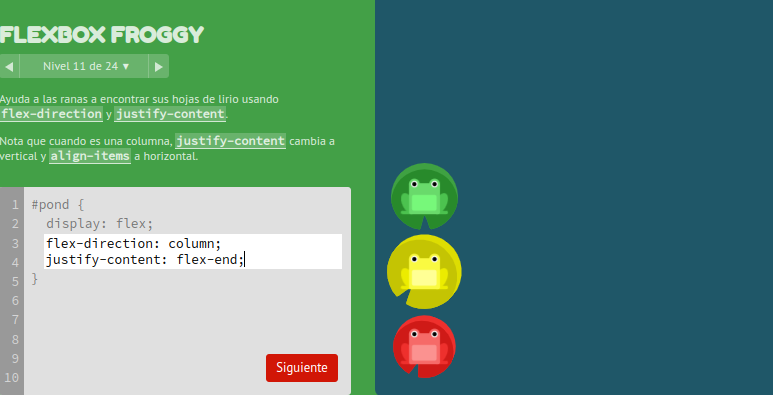 FLEXBOX FROGGY
◀ Nivel 11 de 24 ▼ ▶
Ayuda a las ranas a encontrar sus hojas de lirio usando
flex-direction y justify-content.
Nota que cuando es una columna, justify-content cambia a
vertical y align-items a horizontal.
1 #pond {
2 display: flex;
3 flex-direction: column;
4 justify-content: flex-end;
5 }
6
7
8
9
10
Siguiente